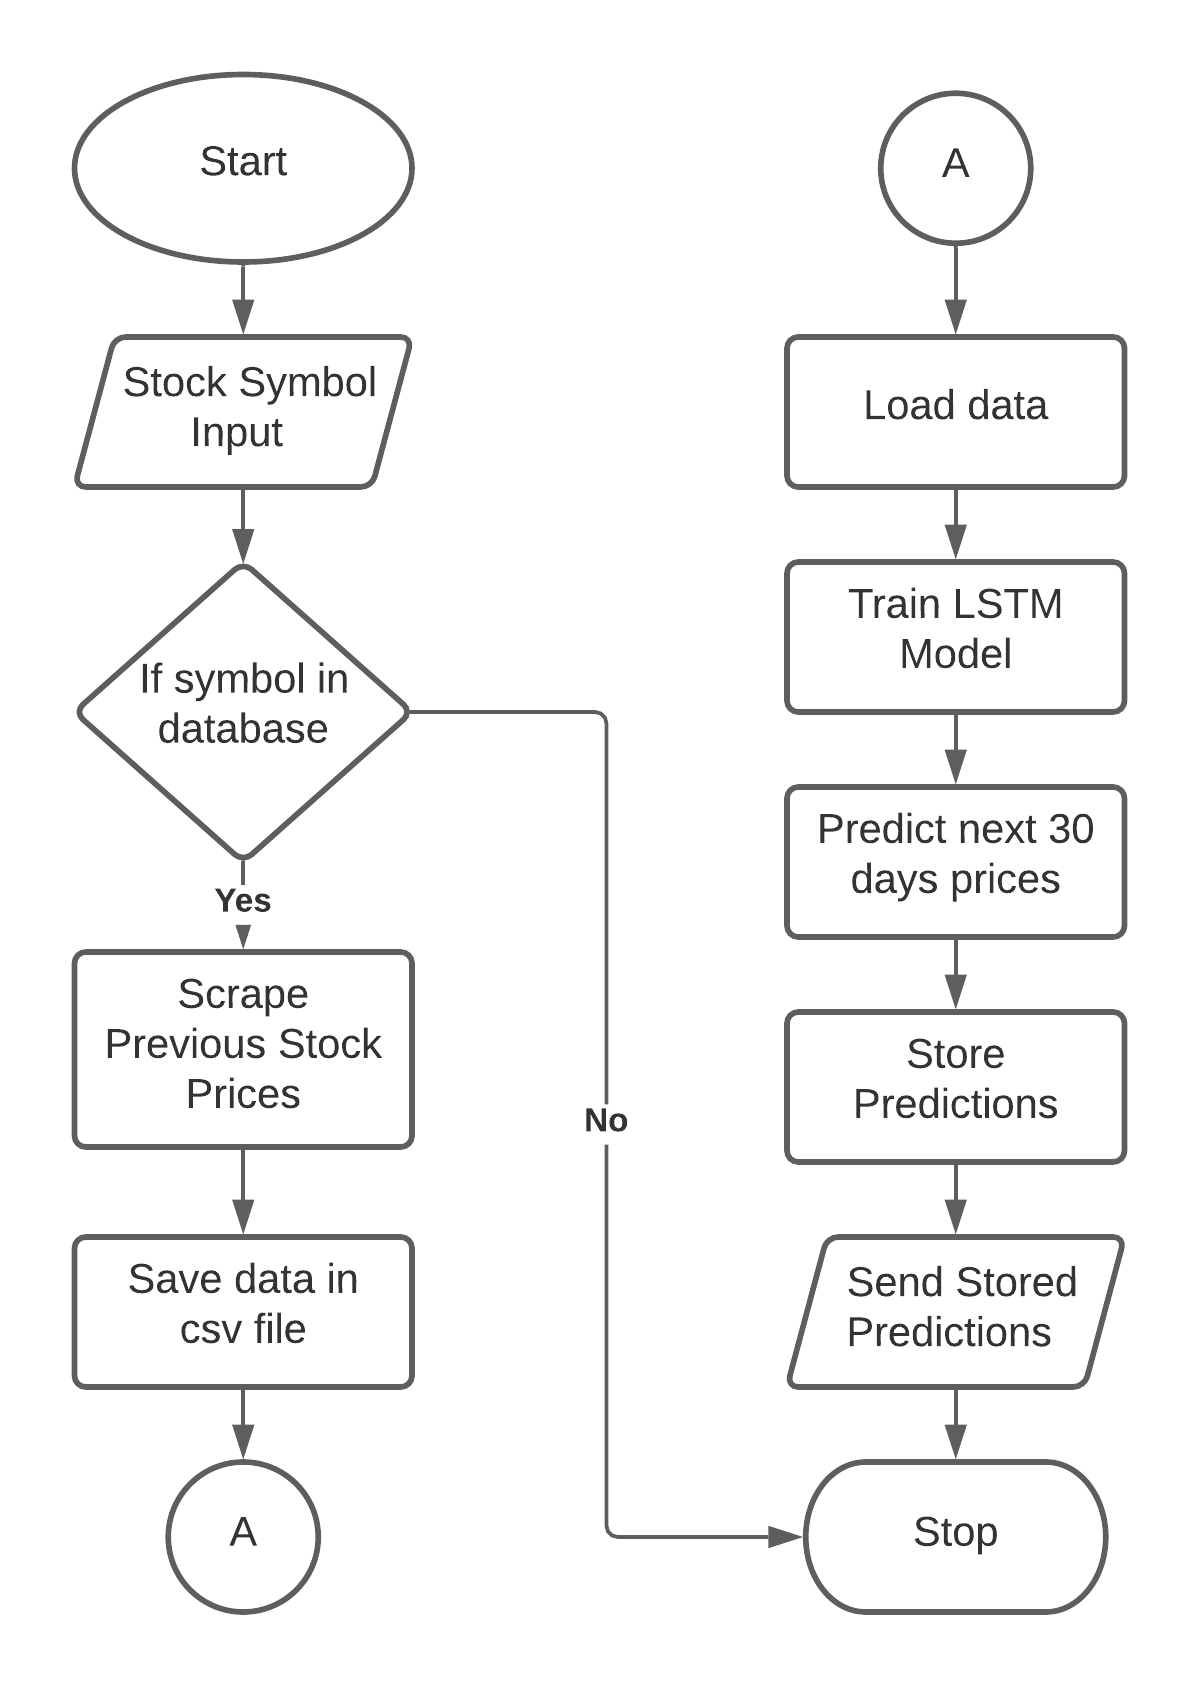 Start
Stock Symbol
Input
If symbol in
database
Yes
Scrape
Previous Stock
Prices
Save data in
csv file
A
No
A
Load data
Train LSTM
Model
Predict next 30
days prices
Store
Predictions
Send Stored
Predictions
Stop